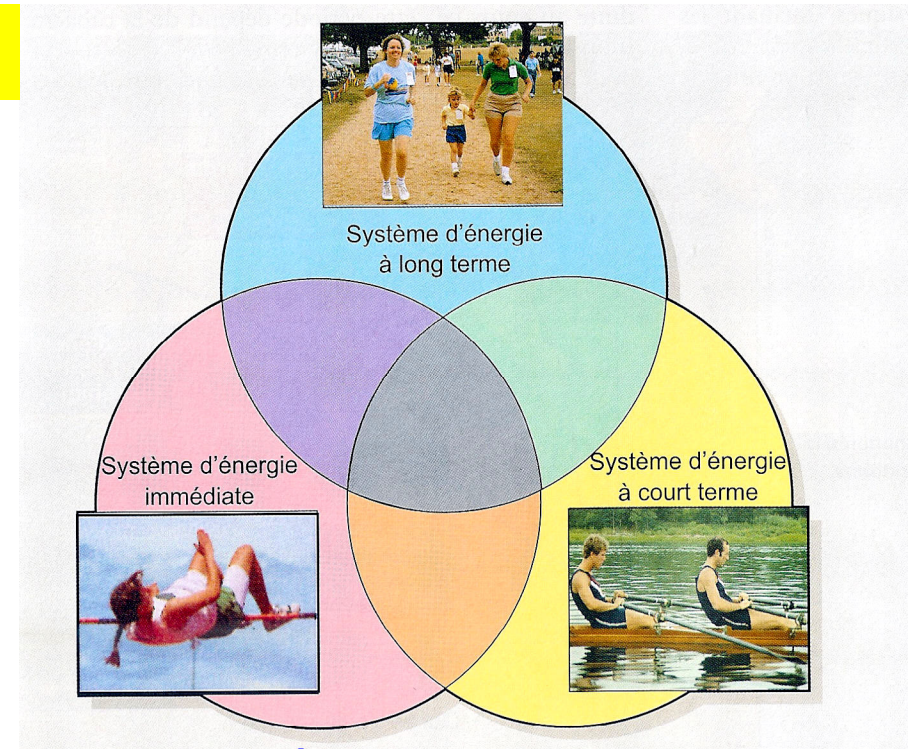 Système d'énergie
à long terme
Système d'énergie
immédiate
Système d'énergie
à court terme